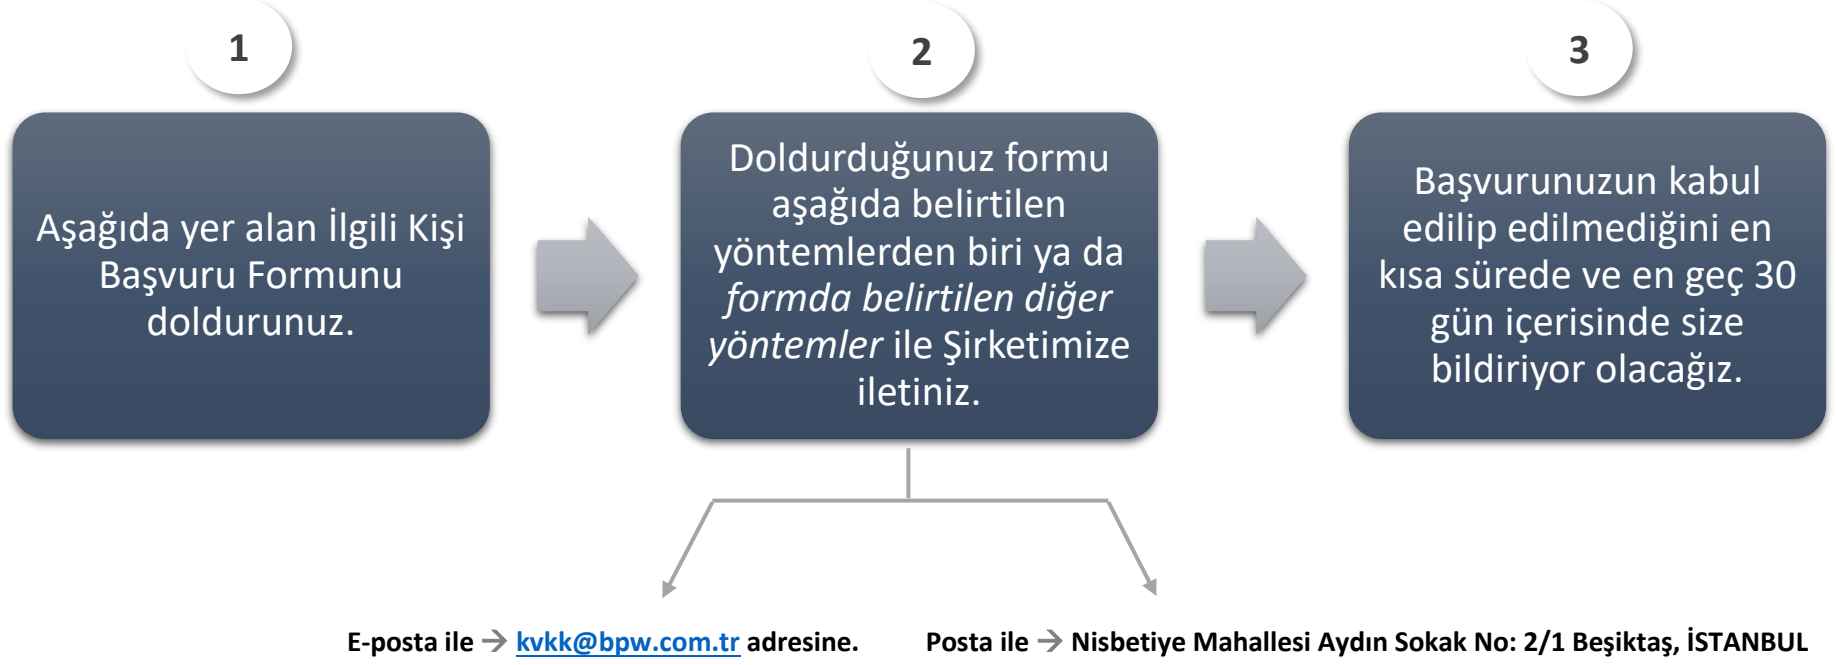 1
Aşağıda yer alan İlgili Kişi
Başvuru Formunu
doldurunuz.
2
Doldurduğunuz formu
aşağıda belirtilen
yöntemlerden biri ya da
formda belirtilen diğer
yöntemler ile Şirketimize
iletiniz.
3
Başvurunuzun kabul
edilip edilmediğini en
kısa sürede ve en geç 30
gün içerisinde size
bildiriyor olacağız.
E-posta ile → kvkk@bpw.com.tr adresine.
Posta ile → Nisbetiye Mahallesi Aydın Sokak No: 2/1 Beşiktaş, İSTANBUL